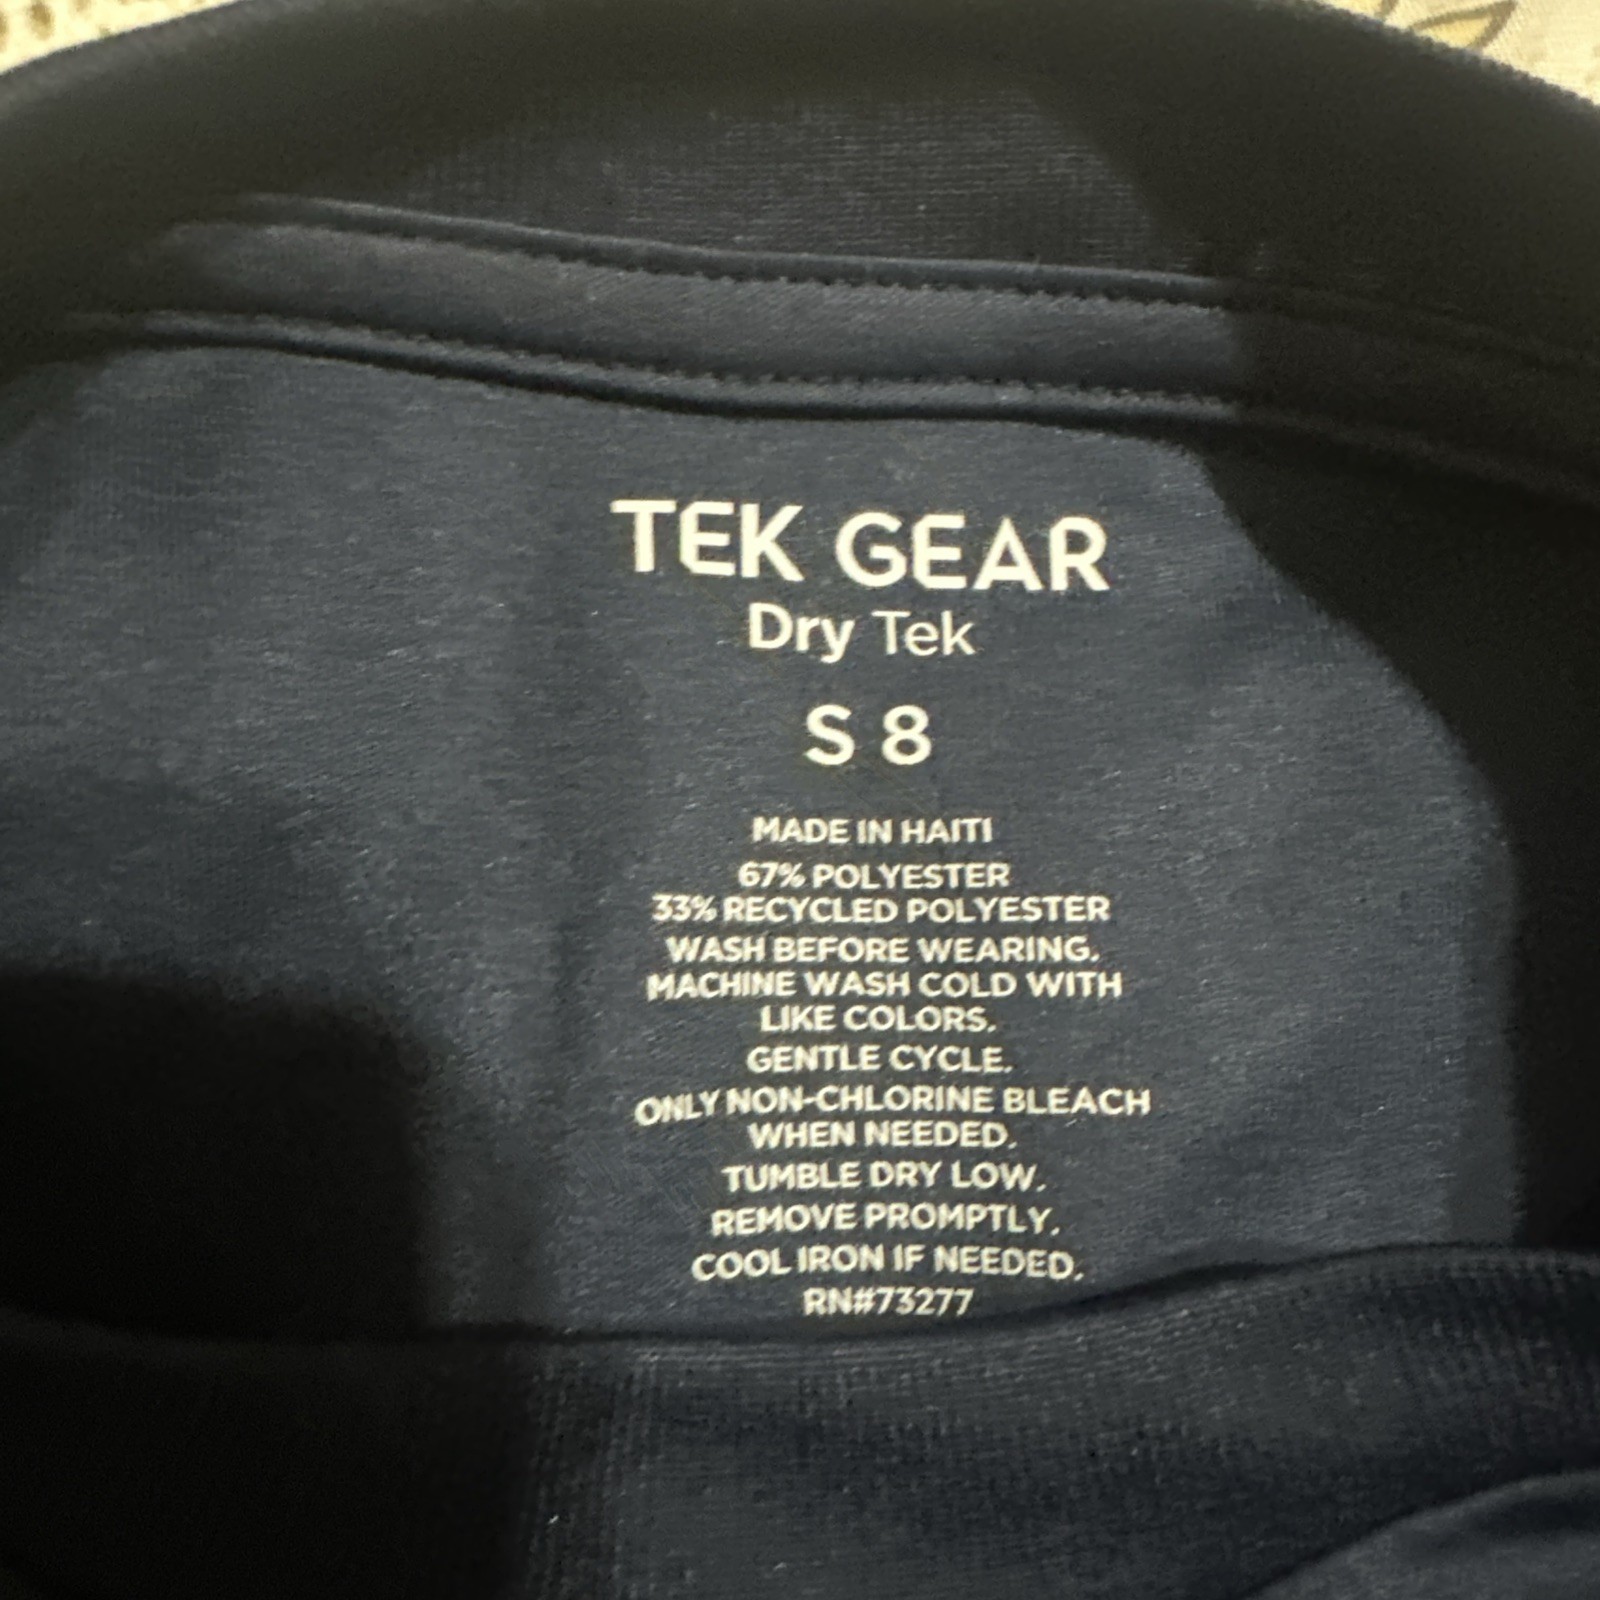 TEK GEAR
Dry Tek
S 8
MADE IN HAITI
67% POLYESTER
33% RECYCLED POLYESTER
WASH BEFORE WEARING.
MACHINE WASH COLD WITH
LIKE COLORS.
GENTLE CYCLE.
ONLY NON-CHLORINE BLEACH
WHEN NEEDED.
TUMBLE DRY LOW.
REMOVE PROMPTLY.
COOL IRON IF NEEDED.
RN#73277